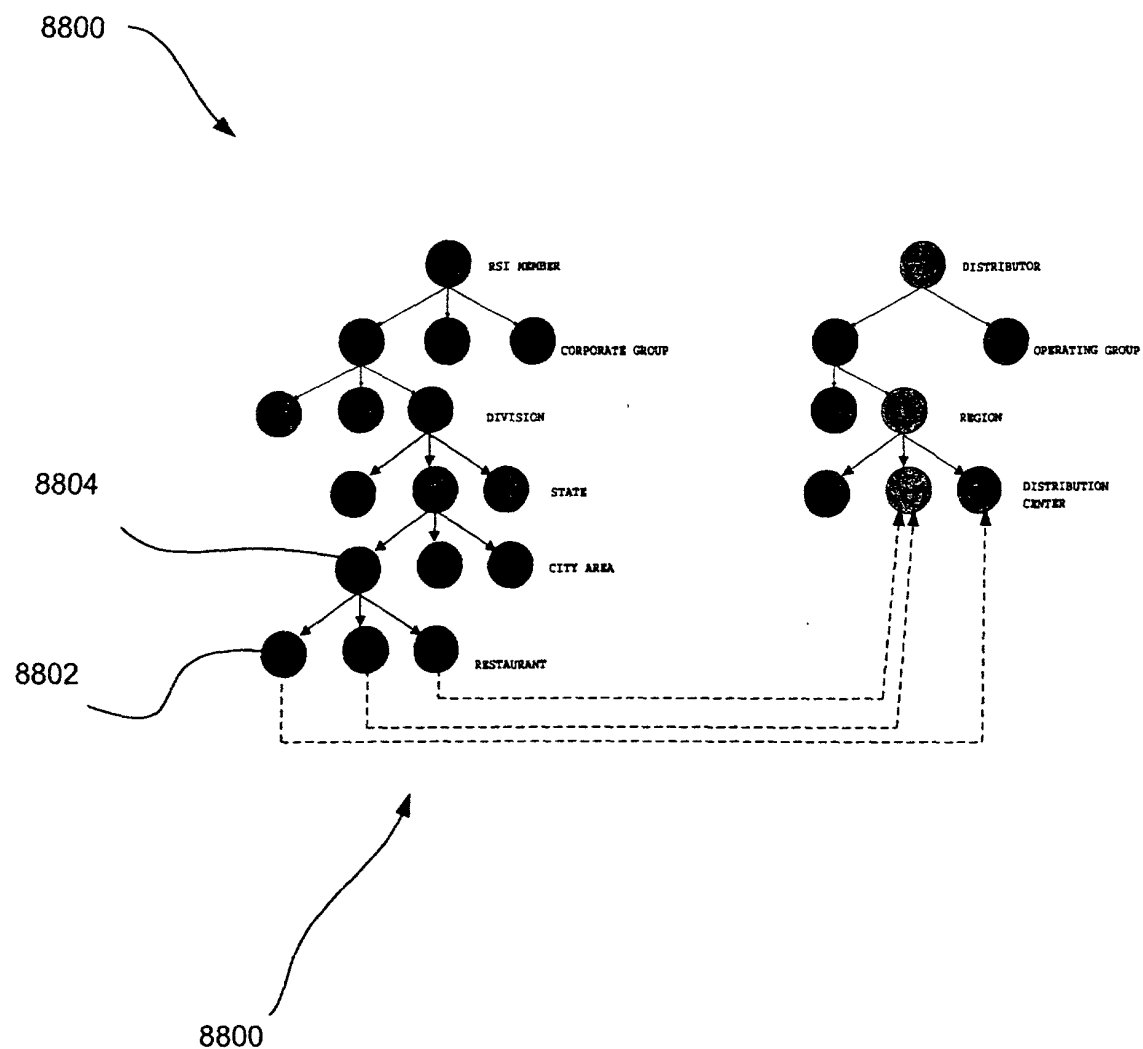 8800
RSI MEMBER
DISTRIBUTOR
CORPORATE GROUP
OPERATING GROUP
DIVISION
REGION
8804
STATE
DISTRIBUTION
CENTER
CITY AREA
8802
RESTAURANT
8800